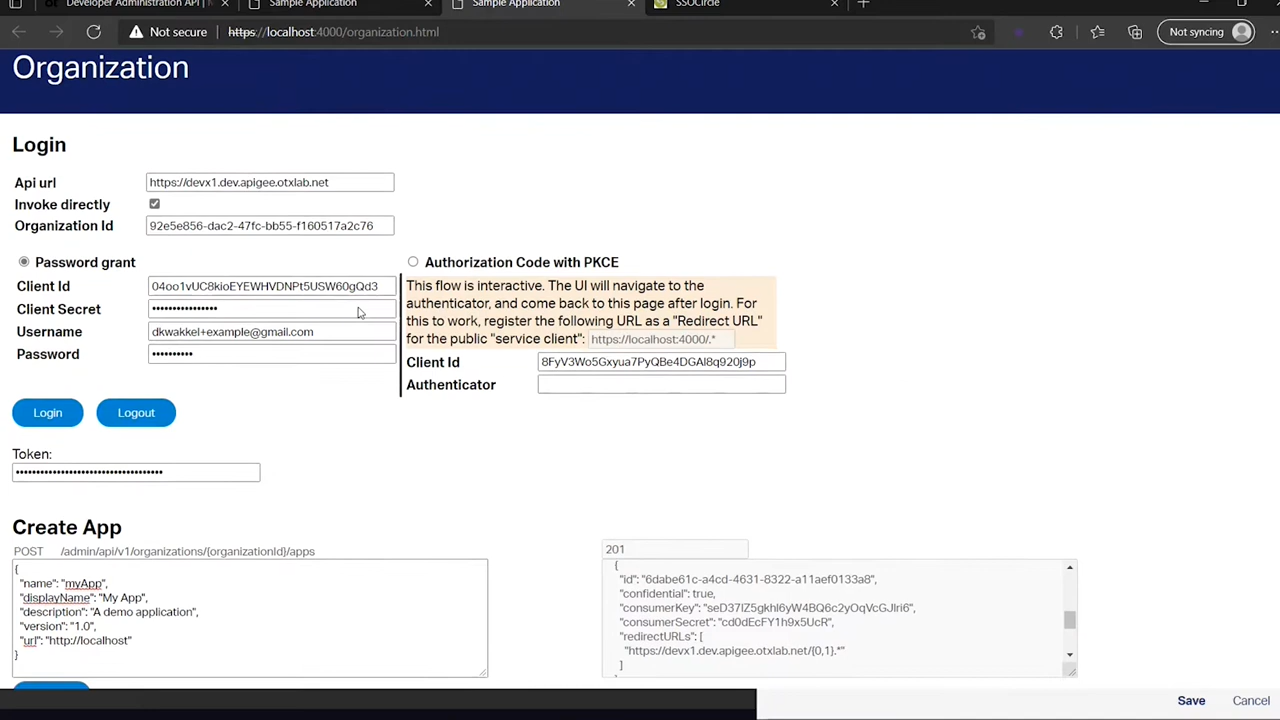 Developer Administration API |
Sample Application
Sample Application
SSOCircle
Not secure
https://localhost:4000/organization.html
Not syncing
Organization
Login
Api url
https://devx1.dev.apigee.otxlab.net
Invoke directly
Organization Id
92e5e856-dac2-47fc-bb55-f160517a2c76
Password grant
Client Id
04oo1vUC8kioEYEWHVDNPt5USW60gQd3
Client Secret
••••••••••••••••
Username
dkwakkel+example@gmail.com
Password
••••••••••
Authorization Code with PKCE
This flow is interactive. The UI will navigate to the
authenticator, and come back to this page after login. For
this to work, register the following URL as a "Redirect URL"
for the public "service client": https://localhost:4000/.*
Client Id
8FyV3Wo5Gxyua7PyQBe4DGAl8q920j9p
Authenticator
Login
Logout
Token:
••••••••••••••••••••••••••••••••••••
Create App
POST /admin/api/v1/organizations/{organizationId}/apps
{
"name": "myApp",
"displayName": "My App",
"description": "A demo application",
"version": "1.0",
"url": "http://localhost"
}
201
{
"id": "6dabe61c-a4cd-4631-8322-a11aef0133a8",
"confidential": true,
"consumerKey": "seD37lZ5gkhl6yW4BQ6c2yOqVcGJlri6",
"consumerSecret": "cd0dEcFY1h9x5UcR",
"redirectURLs": [
"https://devx1.dev.apigee.otxlab.net/{0,1}.*"
]
Save
Cancel